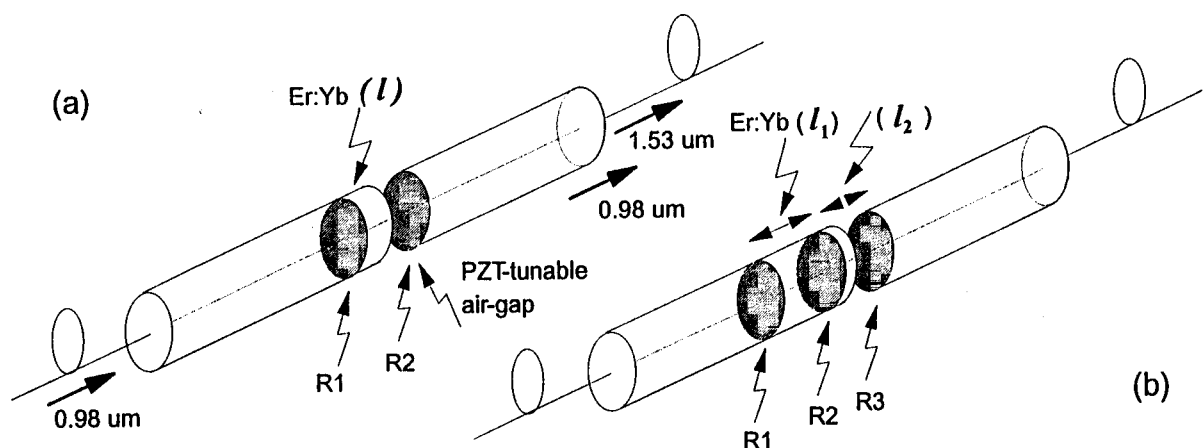 (a)
Er:Yb (l)
1.53 um
0.98 um
PZT-tunable
air-gap
R1
R2
0.98 um
Er:Yb (l₁)
(l₂)
R1
R2
R3
(b)